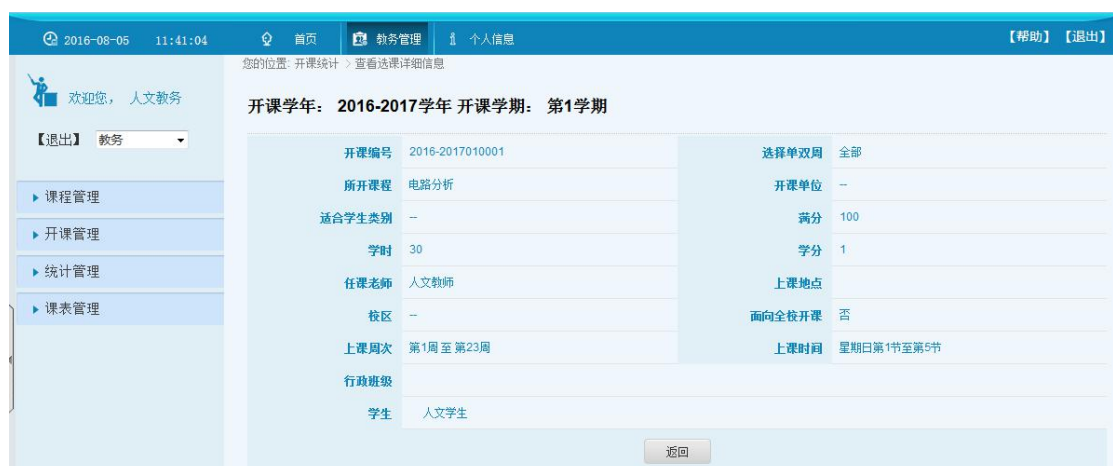 2016-08-05 11:41:04 首页 教务管理 个人信息 【帮助】 【退出】
您的位置: 开课统计 > 查看选课详细信息
欢迎您, 人文教务
【退出】 教务
课程管理
开课管理
统计管理
课表管理
开课学年: 2016-2017学年 开课学期: 第1学期
开课编号 2016-2017010001 选择单双周 全部
所开课程 电路分析 开课单位 --
适合学生类别 -- 满分 100
学时 30 学分 1
任课老师 人文教师 上课地点
校区 -- 面向全校开课 否
上课周次 第1周 至 第23周 上课时间 星期日第1节至第5节
行政班级
学生 人文学生
返回